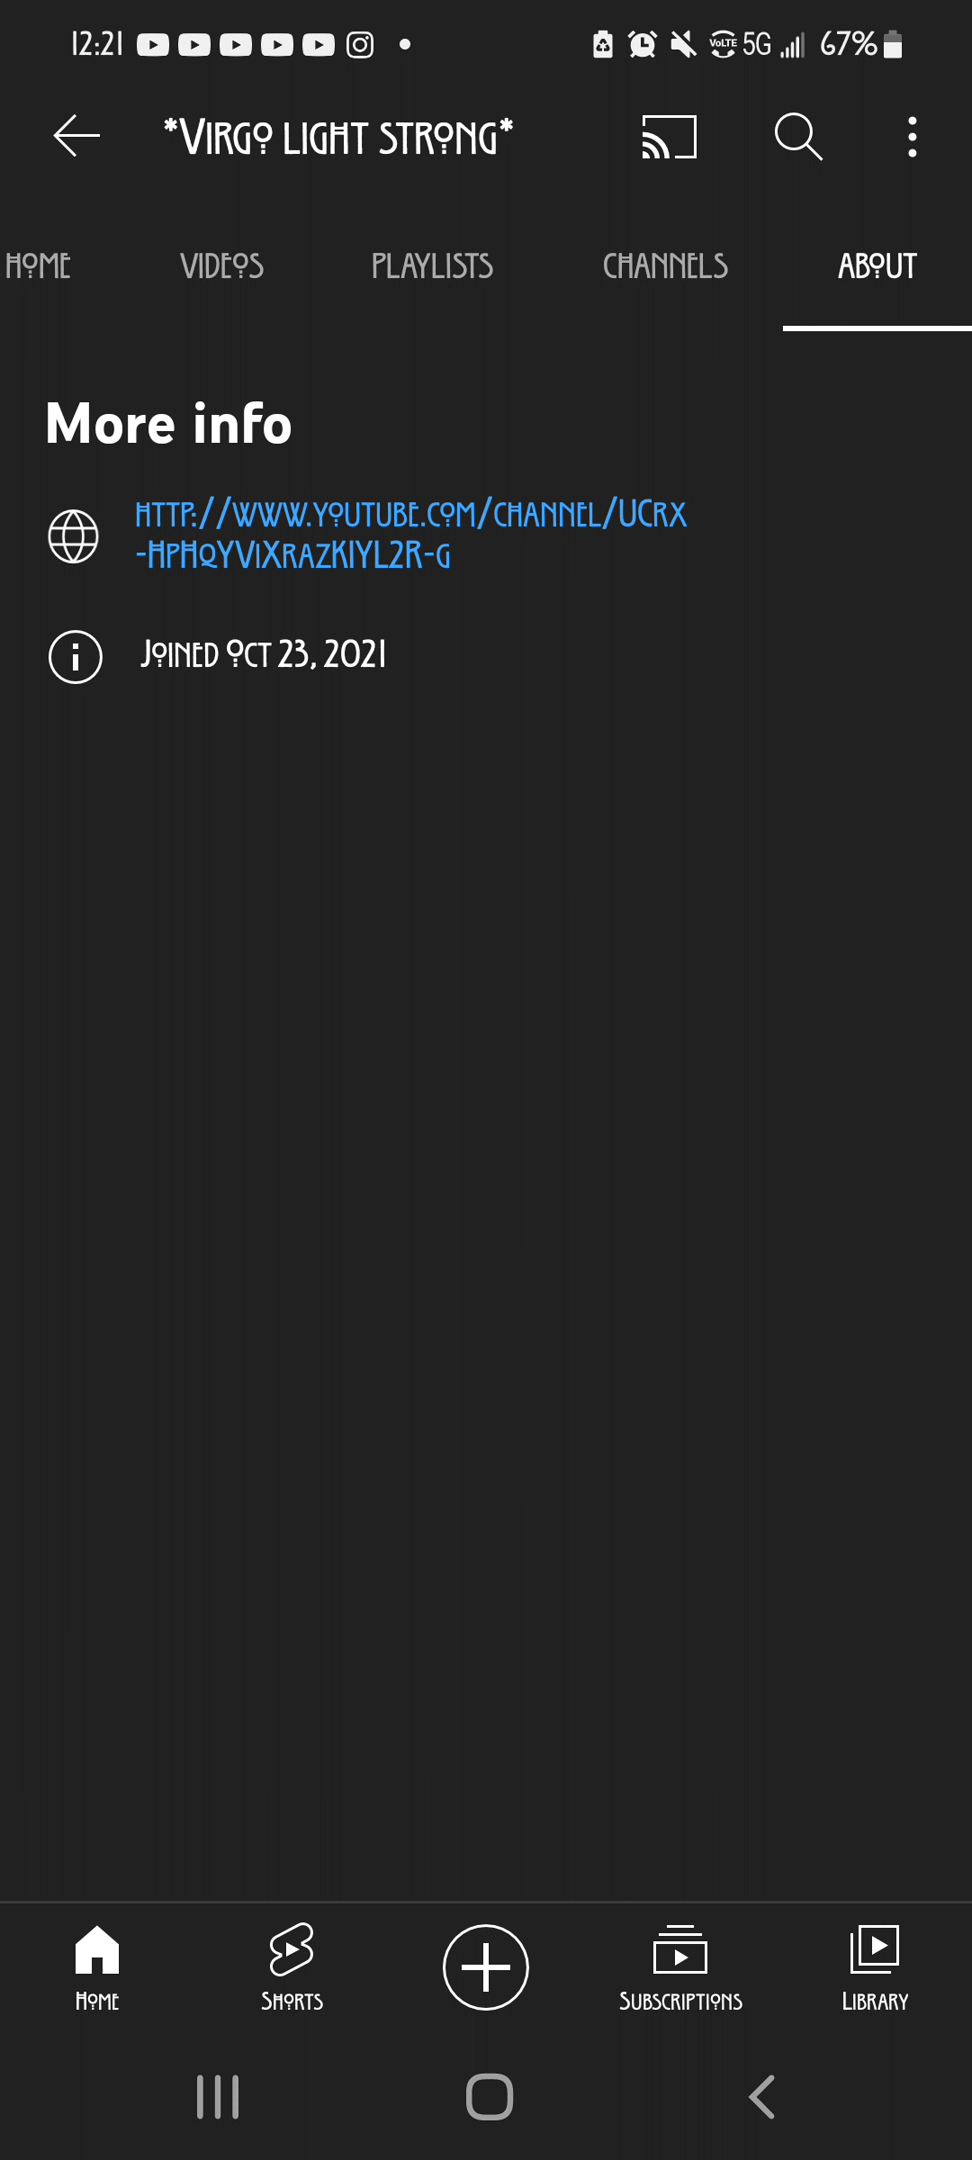 12:21 VoLTE 5G 67%
*Virgo light strong*
HOME VIDEOS PLAYLISTS CHANNELS ABOUT
More info
http://www.youtube.com/channel/UCrx
-HpHqYViXrazKIYL2R-g
Joined Oct 23, 2021
Home Shorts Subscriptions Library